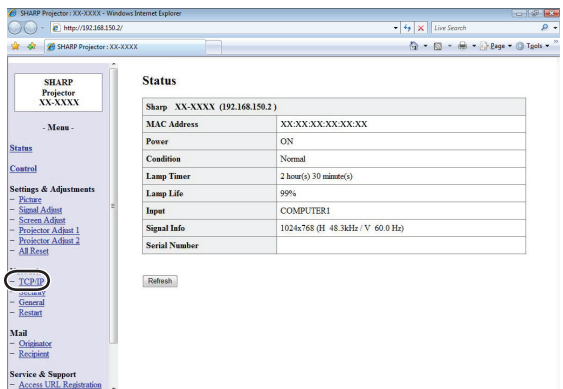 SHARP Projector : XX-XXXX - Windows Internet Explorer
http://192.168.150.2/
Live Search
SHARP Projector : XX-XXXX
Page
Tools
SHARP
Projector
XX-XXXX
- Menu -
Status
Control
Settings & Adjustments
- Picture
- Signal Adjust
- Screen Adjust
- Projector Adjust 1
- Projector Adjust 2
- All Reset
- TCP/IP
- Security
- General
- Restart
Mail
- Originator
- Recipient
Service & Support
- Access URL Registration
Status
Sharp XX-XXXX (192.168.150.2 )
MAC Address XX:XX:XX:XX:XX:XX
Power ON
Condition Normal
Lamp Timer 2 hour(s) 30 minute(s)
Lamp Life 99%
Input COMPUTER1
Signal Info 1024x768 (H 48.3kHz / V 60.0 Hz)
Serial Number
Refresh